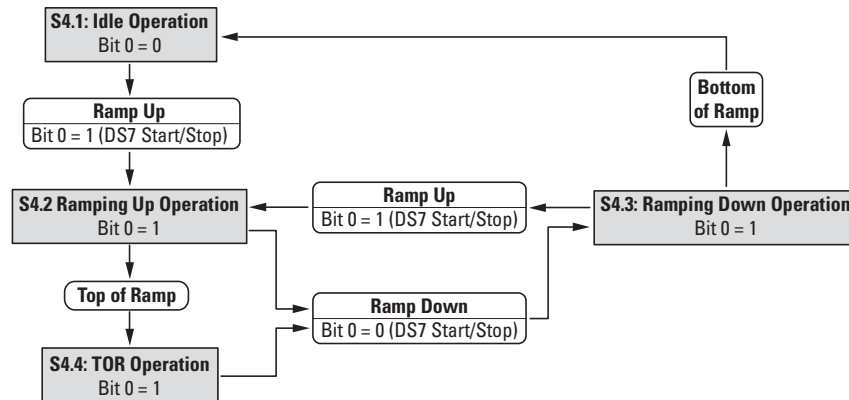 S4.1: Idle Operation
Bit 0 = 0
Ramp Up
Bit 0 = 1 (DS7 Start/Stop)
Bottom
of Ramp
S4.2 Ramping Up Operation
Bit 0 = 1
Ramp Up
Bit 0 = 1 (DS7 Start/Stop)
S4.3: Ramping Down Operation
Bit 0 = 1
Top of Ramp
Ramp Down
Bit 0 = 0 (DS7 Start/Stop)
S4.4: TOR Operation
Bit 0 = 1